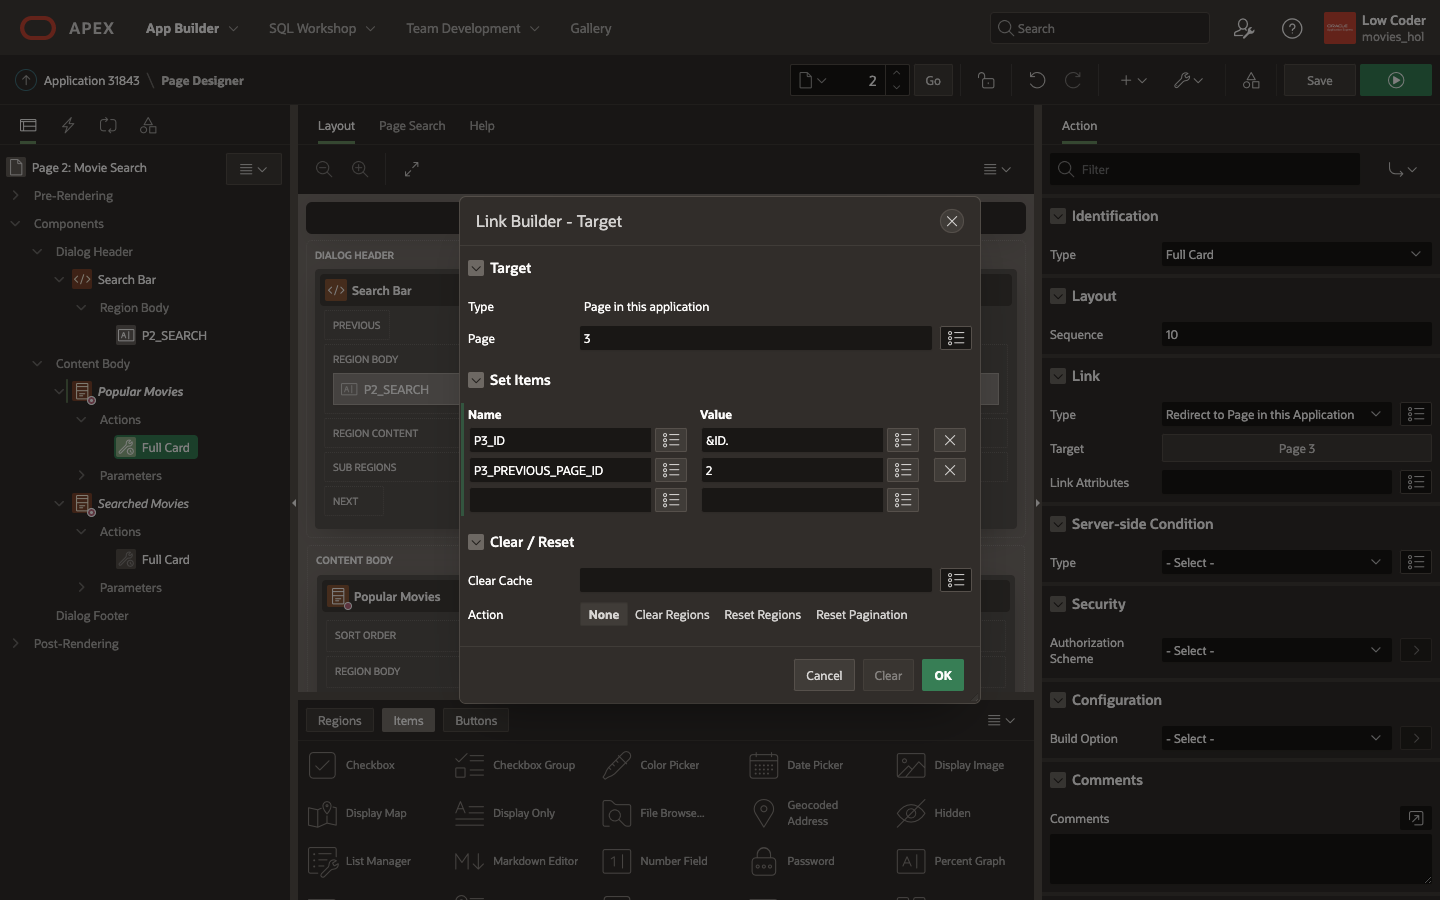 APEX
App Builder
SQL Workshop
Team Development
Gallery
Search
Low Coder
movies_hol
Application 31843 \ Page Designer
2
Go
Save
Layout
Page Search
Help
Action
Page 2: Movie Search
Pre-Rendering
Components
Dialog Header
Search Bar
Region Body
P2_SEARCH
Content Body
Popular Movies
Actions
Full Card
Parameters
Searched Movies
Actions
Full Card
Parameters
Dialog Footer
Post-Rendering
DIALOG HEADER
Search Bar
PREVIOUS
REGION BODY
P2_SEARCH
REGION CONTENT
SUB REGIONS
NEXT
CONTENT BODY
Popular Movies
SORT ORDER
REGION BODY
Link Builder - Target
Target
Type
Page in this application
Page
3
Set Items
Name
Value
P3_ID
&ID.
P3_PREVIOUS_PAGE_ID
2
Clear / Reset
Clear Cache
Action
None
Clear Regions
Reset Regions
Reset Pagination
Cancel
Clear
OK
Regions
Items
Buttons
Checkbox
Checkbox Group
Color Picker
Date Picker
Display Image
Display Map
Display Only
File Browse...
Geocoded
Address
Hidden
List Manager
Markdown Editor
Number Field
Password
Percent Graph
Filter
Identification
Type
Full Card
Layout
Sequence
10
Link
Type
Redirect to Page in this Application
Target
Page 3
Link Attributes
Server-side Condition
Type
- Select -
Security
Authorization
Scheme
- Select -
Configuration
Build Option
- Select -
Comments
Comments